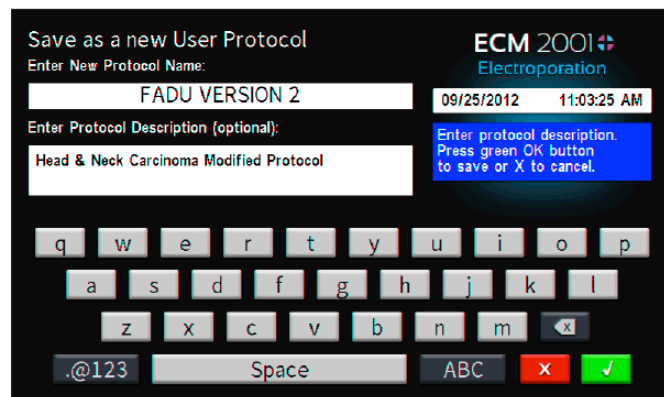 Save as a new User Protocol
Enter New Protocol Name:
FADU VERSION 2
Enter Protocol Description (optional):
Head & Neck Carcinoma Modified Protocol
ECM 2001
Electroporation
09/25/2012 11:03:25 AM
Enter protocol description.
Press green OK button
to save or X to cancel.
q w e r t y u i o p
a s d f g h j k l
z x c v b n m x
.@123 Space ABC X √